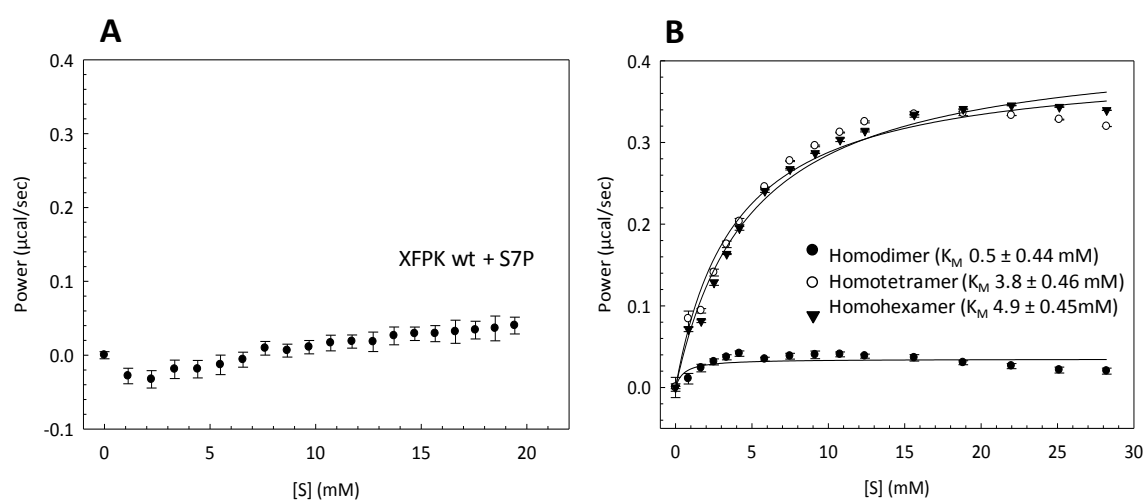 A
0.4
0.3
0.2
0.1
0.0
-0.1
Power (µcal/sec)
XFPK wt + S7P
0 5 10 15 20
[S] (mM)
B
0.4
0.3
0.2
0.1
0.0
Power (µcal/sec)
Homodimer (KM 0.5 ± 0.44 mM)
Homotetramer (KM 3.8 ± 0.46 mM)
Homohexamer (KM 4.9 ± 0.45mM)
0 5 10 15 20 25 30
[S] (mM)